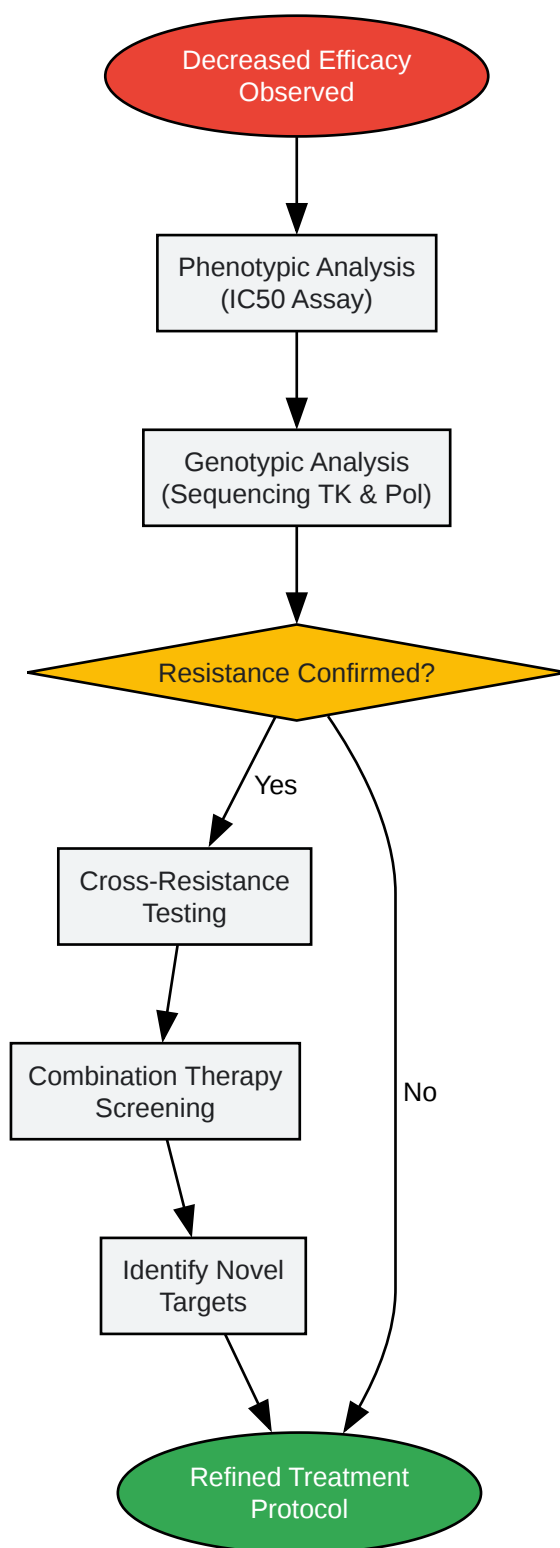 Decreased Efficacy
Observed
Phenotypic Analysis
(IC50 Assay)
Genotypic Analysis
(Sequencing TK & Pol)
Resistance Confirmed?
Yes
Cross-Resistance
Testing
Combination Therapy
Screening
No
Identify Novel
Targets
Refined Treatment
Protocol